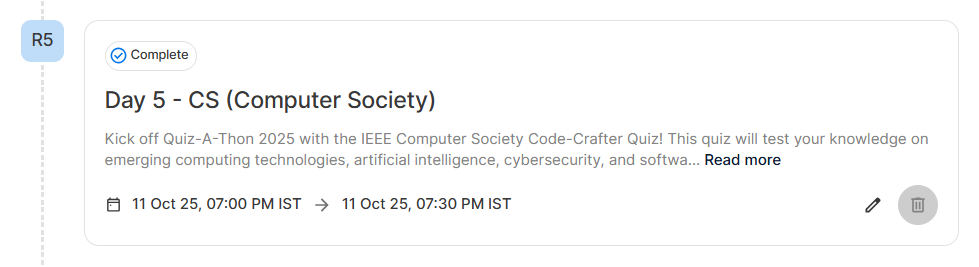 R5
Complete
Day 5 - CS (Computer Society)
Kick off Quiz-A-Thon 2025 with the IEEE Computer Society Code-Crafter Quiz! This quiz will test your knowledge on
emerging computing technologies, artificial intelligence, cybersecurity, and softwa... Read more
11 Oct 25, 07:00 PM IST → 11 Oct 25, 07:30 PM IST